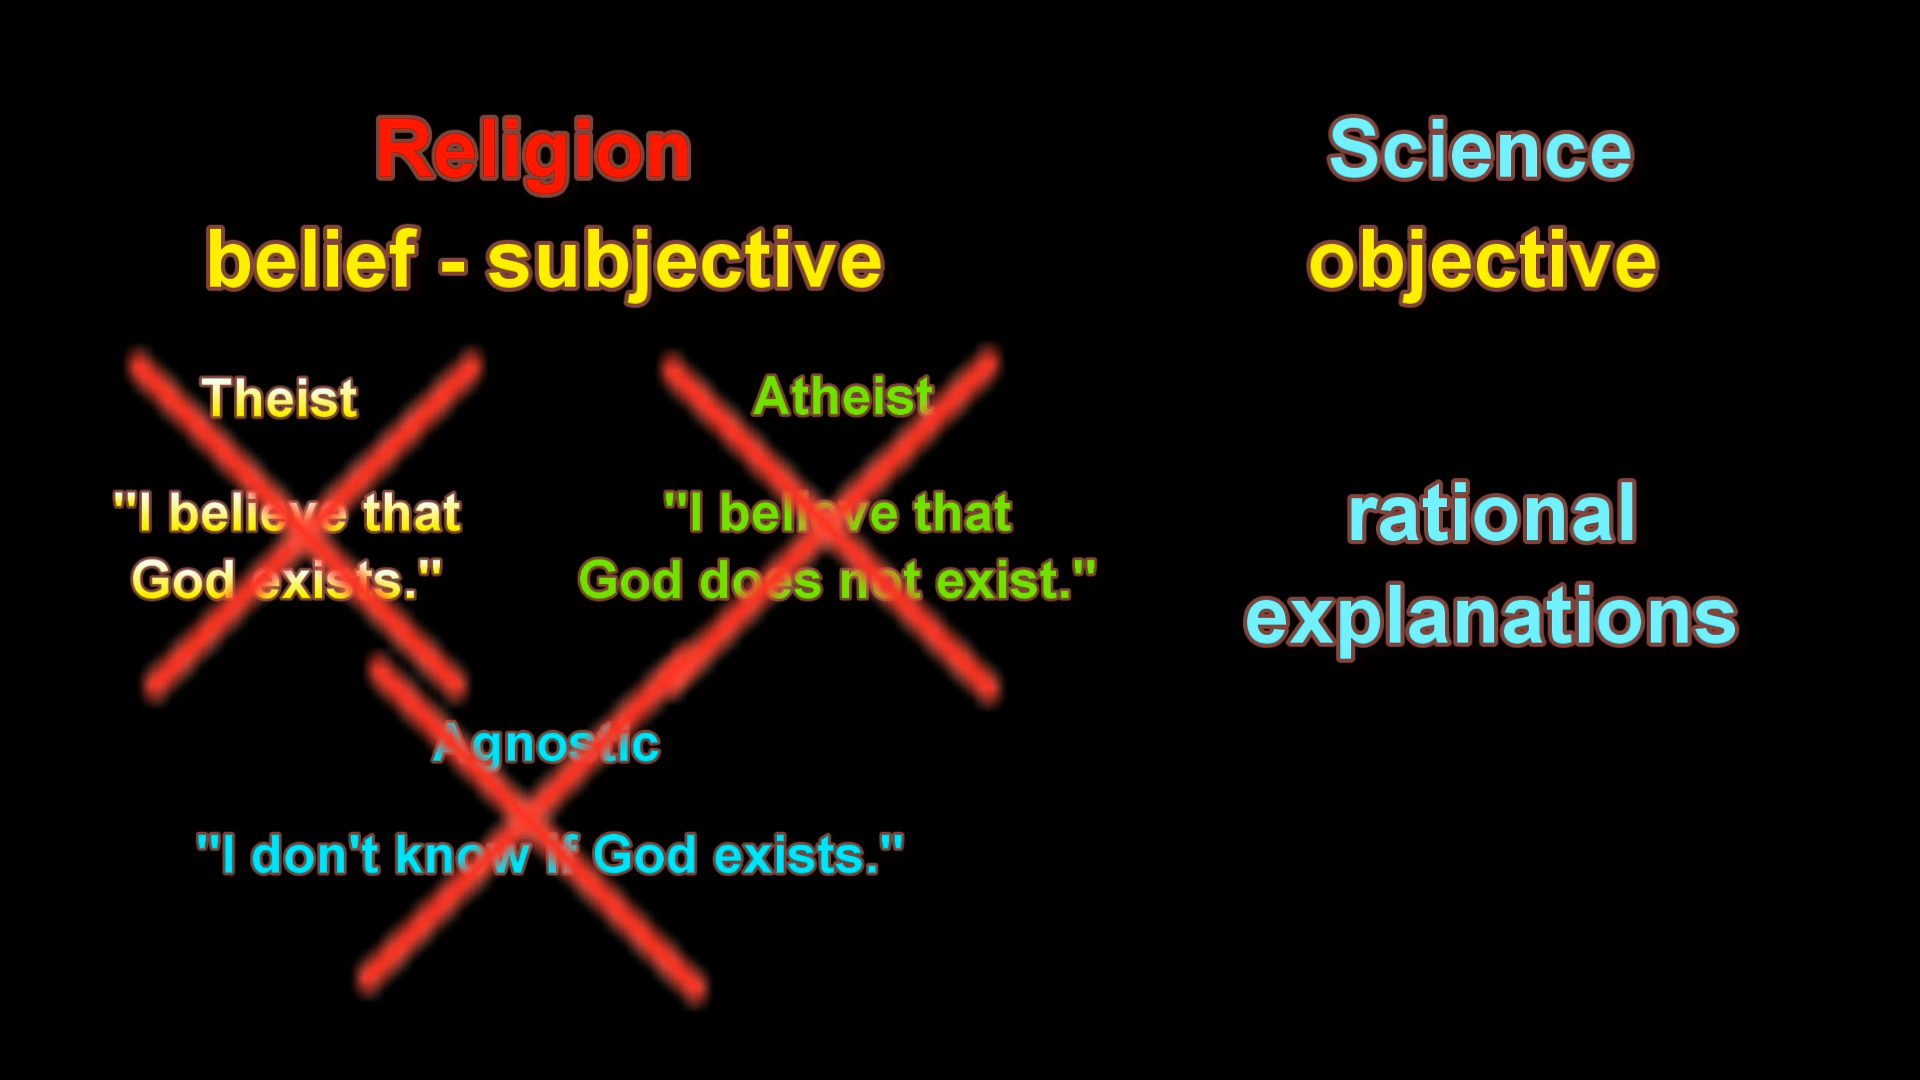 Religion
belief - subjective
Theist
"I believe that
God exists."
Atheist
"I believe that
God does not exist."
Agnostic
"I don't know if God exists."
Science
objective
rational
explanations